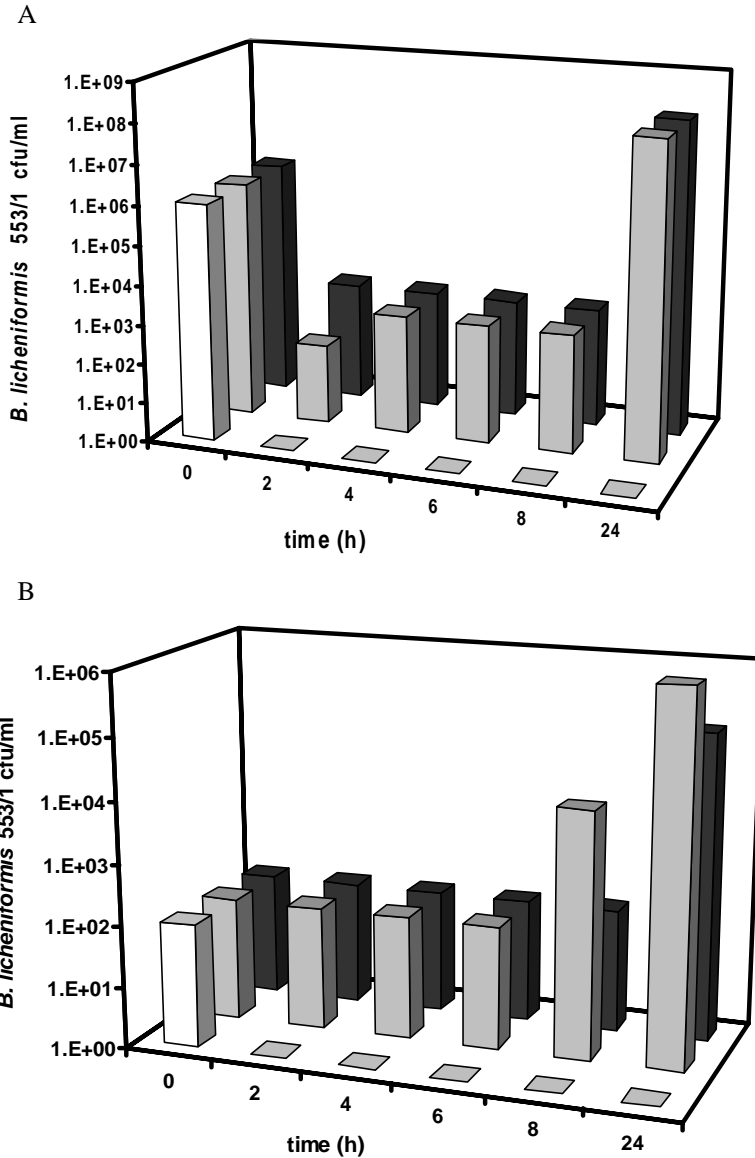 A
1.E+09
1.E+08
1.E+07
1.E+06
1.E+05
1.E+04
1.E+03
1.E+02
1.E+01
1.E+00
B. licheniformis 553/1 cfu/ml
0 2 4 6 8 24
time (h)
B
1.E+06
1.E+05
1.E+04
1.E+03
1.E+02
1.E+01
1.E+00
B. licheniformis 553/1 cfu/ml
0 2 4 6 8 24
time (h)